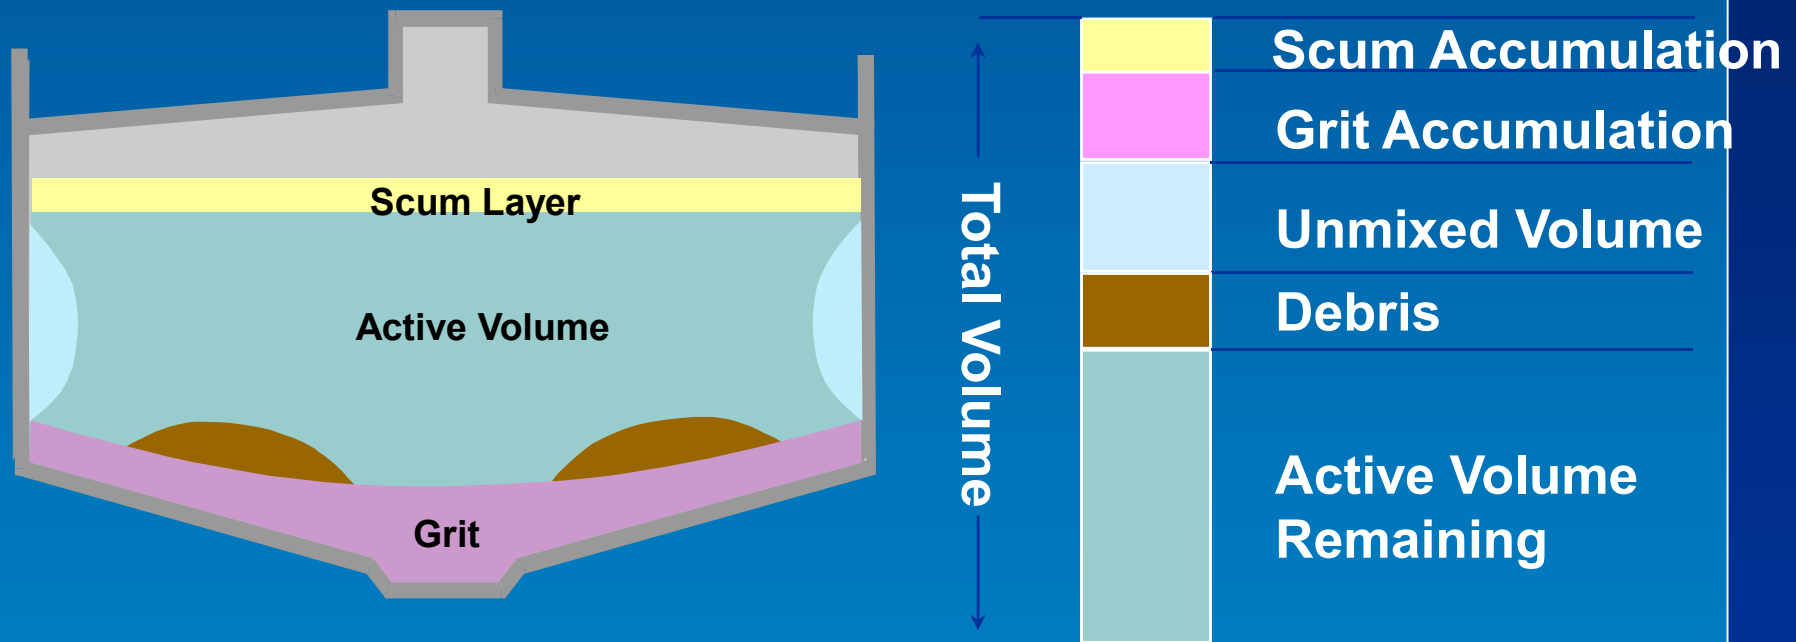 Scum Layer
Active Volume
Grit
Total Volume
Scum Accumulation
Grit Accumulation
Unmixed Volume
Debris
Active Volume
Remaining